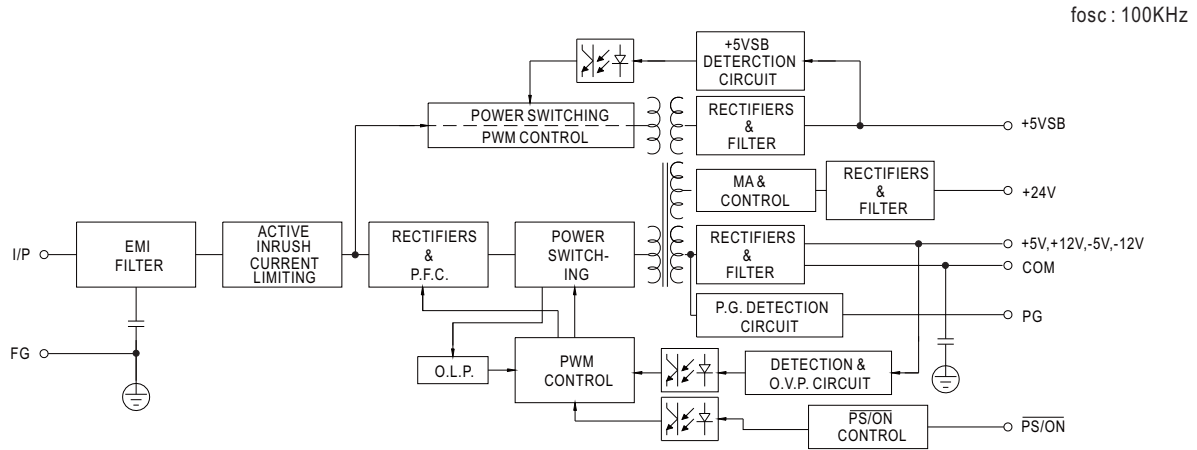 fosc : 100KHz
+5VSB
DETERCTION
CIRCUIT
POWER SWITCHING
PWM CONTROL
RECTIFIERS
&
FILTER
+5VSB
MA &
CONTROL
RECTIFIERS
&
FILTER
+24V
I/P
EMI
FILTER
ACTIVE
INRUSH
CURRENT
LIMITING
RECTIFIERS
&
P.F.C.
POWER
SWITCH-
ING
RECTIFIERS
&
FILTER
+5V,+12V,-5V,-12V
COM
P.G. DETECTION
CIRCUIT
PG
FG
O.L.P.
PWM
CONTROL
DETECTION &
O.V.P. CIRCUIT
PS/ON
CONTROL
PS/ON